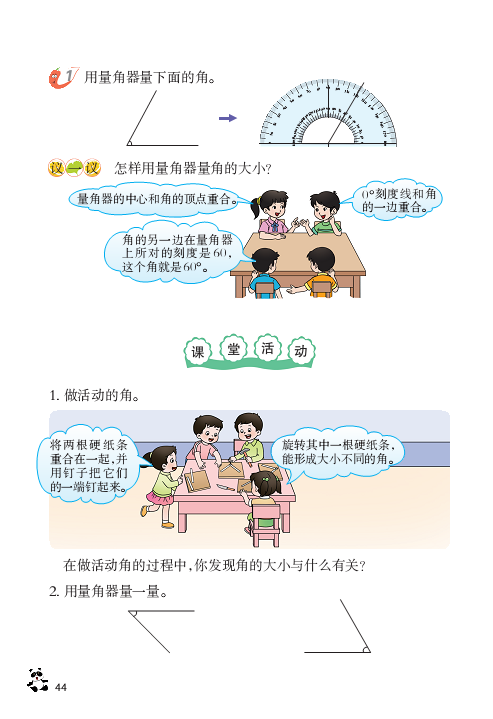 1 用量角器量下面的角。
议一议 怎样用量角器量角的大小?
量角器的中心和角的顶点重合。
0°刻度线和角
的一边重合。
角的另一边在量角器
上所对的刻度是60,
这个角就是60°。
课堂活动
1. 做活动的角。
将两根硬纸条
重合在一起,并
用钉子把它们
的一端钉起来。
旋转其中一根硬纸条,
能形成大小不同的角。
在做活动角的过程中,你发现角的大小与什么有关?
2. 用量角器量一量。
44